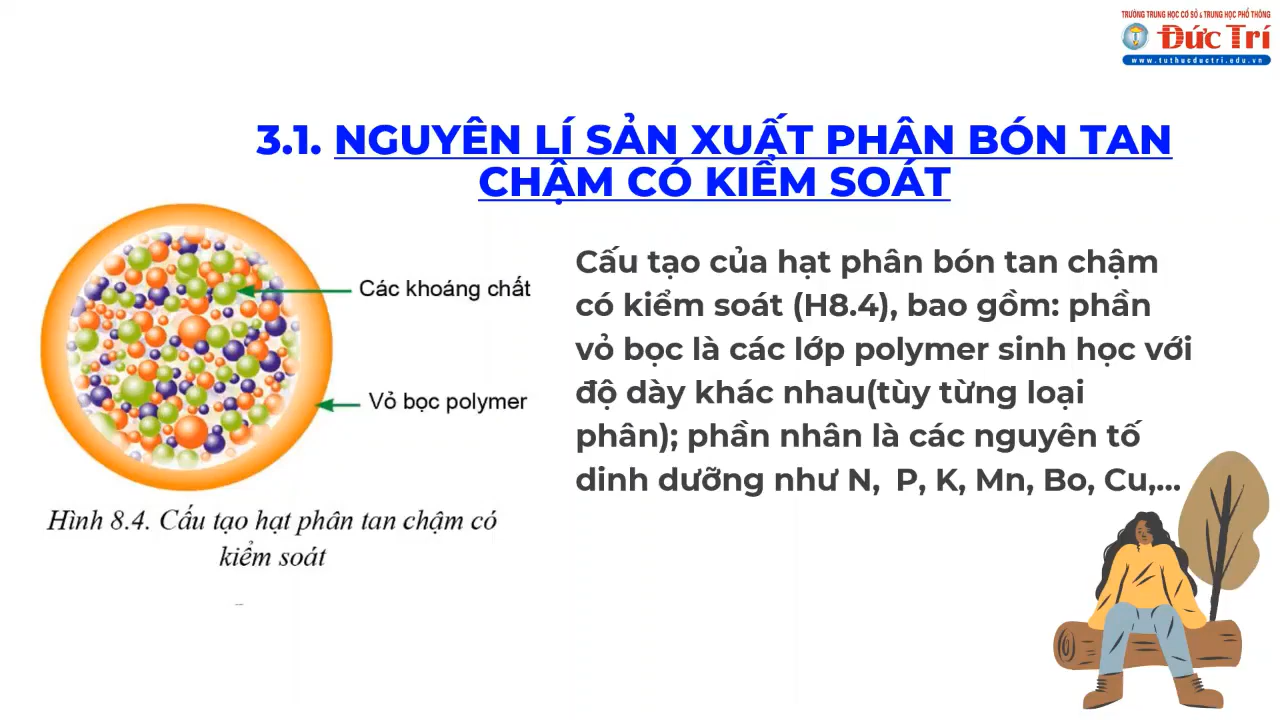 TRƯỜNG TRUNG HỌC CƠ SỞ & TRUNG HỌC PHỔ THÔNG
Đức Trí
www.tuthucductri.edu.vn
3.1. NGUYÊN LÍ SẢN XUẤT PHÂN BÓN TAN
CHẬM CÓ KIỂM SOÁT
Các khoáng chất
Vỏ bọc polymer
Hình 8.4. Cấu tạo hạt phân tan chậm có
kiểm soát
Cấu tạo của hạt phân bón tan chậm
có kiểm soát (H8.4), bao gồm: phần
vỏ bọc là các lớp polymer sinh học với
độ dày khác nhau(tùy từng loại
phân); phần nhân là các nguyên tố
dinh dưỡng như N,  P, K, Mn, Bo, Cu,...